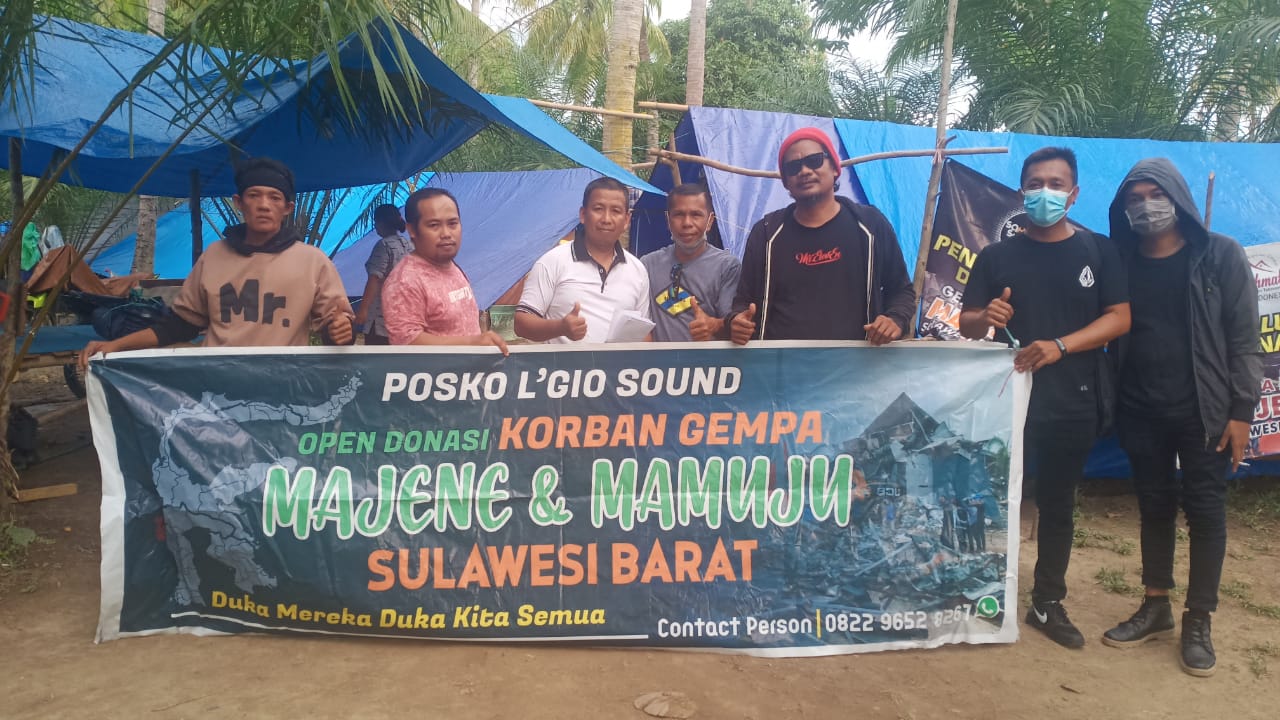 Mr.
POSKO L'GIO SOUND
OPEN DONASI KORBAN GEMPA
MAJENE & MAMUJU
SULAWESI BARAT
Duka Mereka Duka Kita Semua
Contact Person | 0822 9652 8267